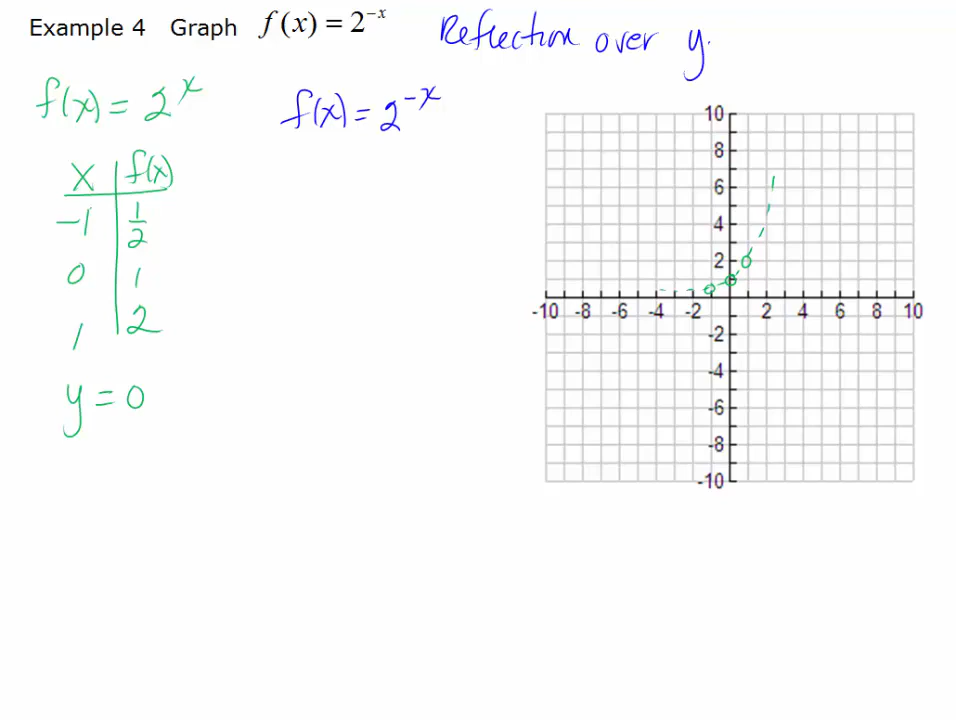 Example 4 Graph f(x) = 2^{-x}
Reflection over y.
f(x) = 2^x
f(x) = 2^{-x}
x | f(x)
-1 | 1/2
0 | 1
1 | 2
y = 0
10
8
6
4
2
-10 -8 -6 -4 -2 2 4 6 8 10
-2
-4
-6
-8
-10